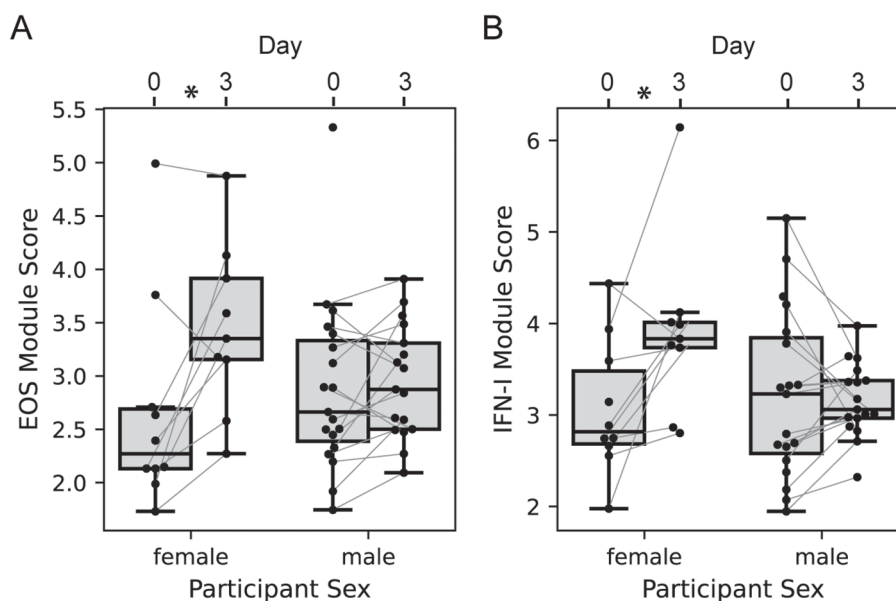 A
Day
0 * 3 0 3
5.5
5.0
4.5
4.0
3.5
3.0
2.5
2.0
EOS Module Score
female male
Participant Sex
B
Day
0 * 3 0 3
6
5
4
3
2
IFN-I Module Score
female male
Participant Sex